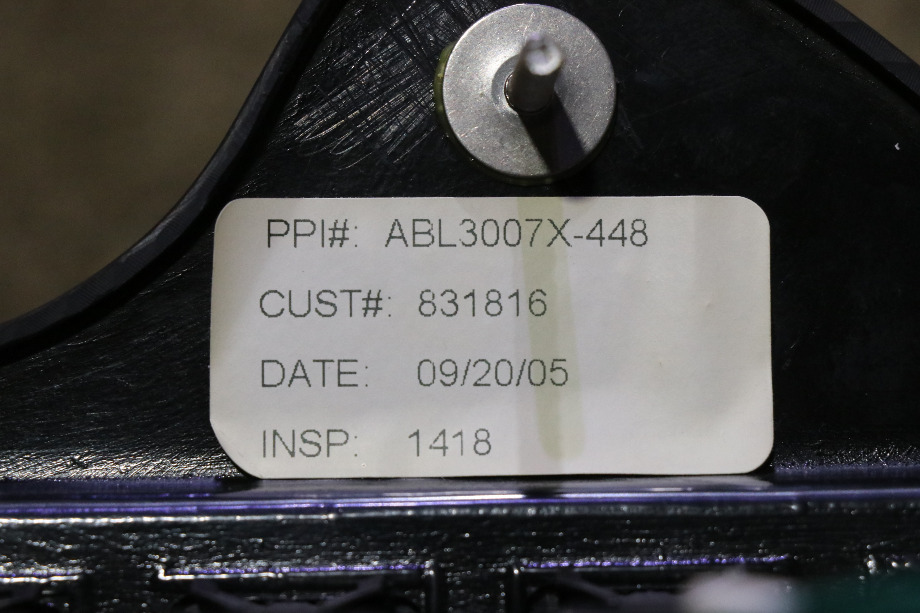 PPI#: ABL3007X-448
CUST#: 831816
DATE: 09/20/05
INSP: 1418